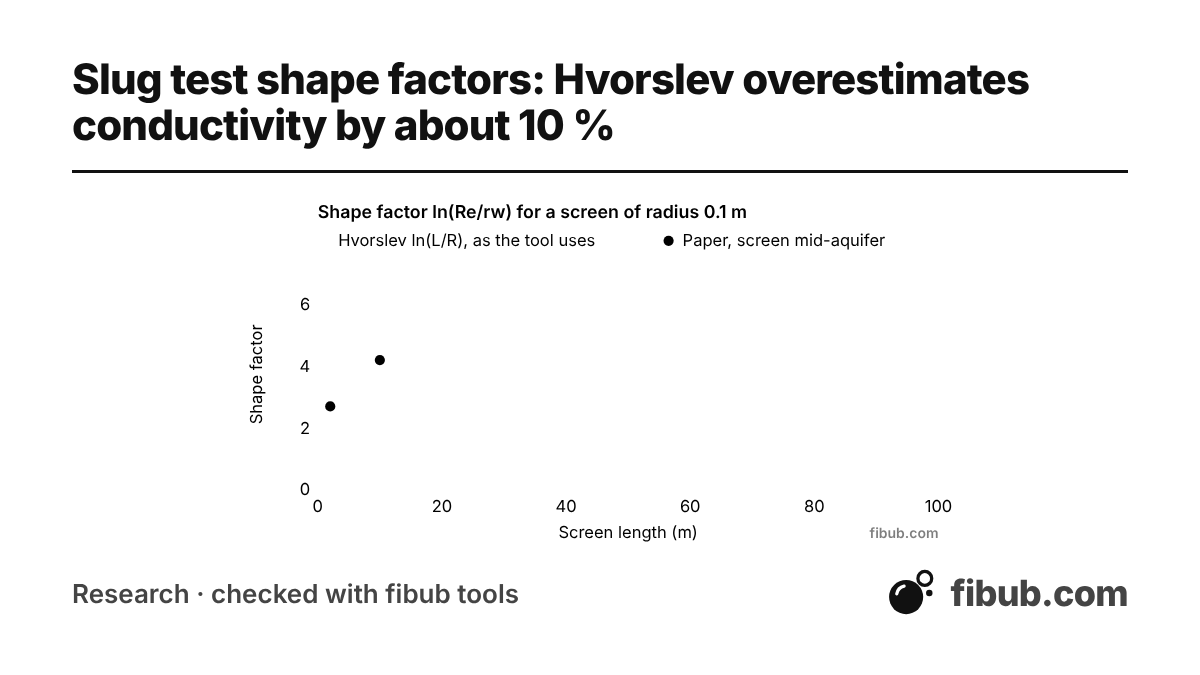 Slug test shape factors: Hvorslev overestimates
conductivity by about 10 %
Shape factor ln(Re/rw) for a screen of radius 0.1 m
Hvorslev ln(L/R), as the tool uses
Paper, screen mid-aquifer
6
4
2
0
Shape factor
0 20 40 60 80 100
Screen length (m)
fibub.com
Research · checked with fibub tools
fibub.com